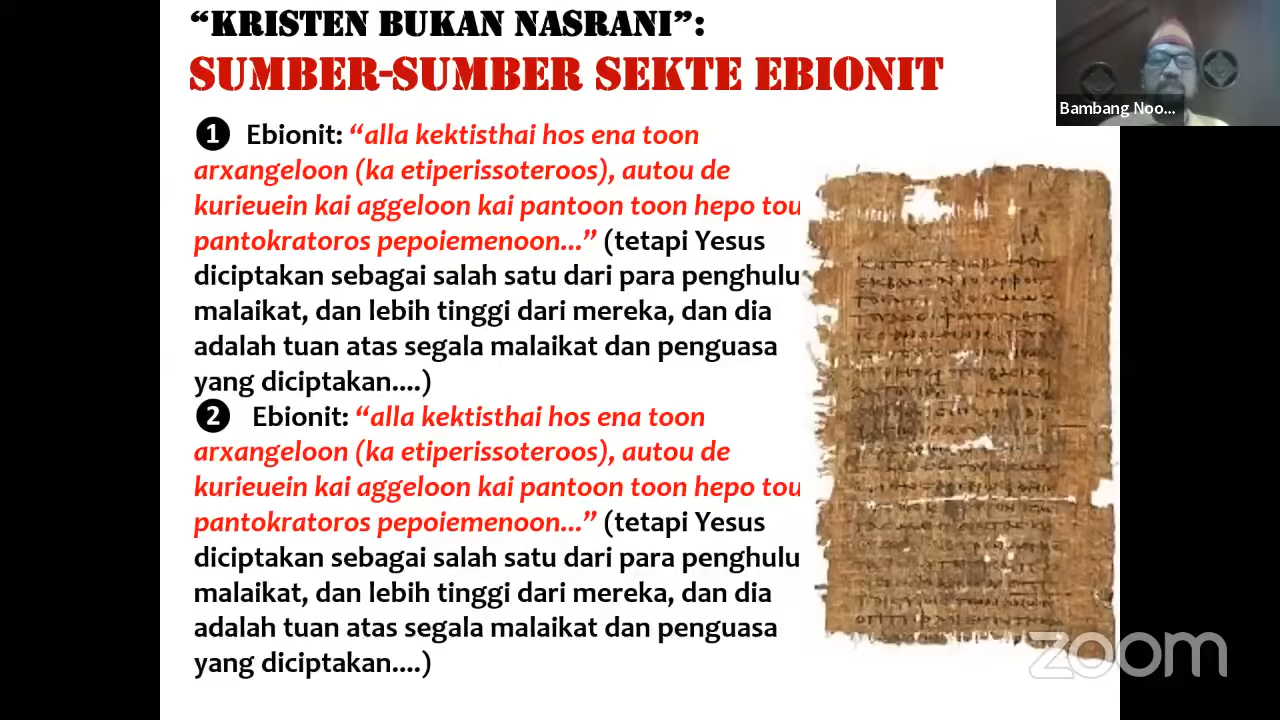 “KRISTEN BUKAN NASRANI”:
SUMBER-SUMBER SEKTE EBIONIT
Bambang Noo...
❶ Ebionit: “alla kektisthai hos ena toon
arxangeloon (ka etiperissoteroos), autou de
kurieuein kai aggeloon kai pantoon toon hepo tou
pantokratoros pepoiemenoon...” (tetapi Yesus
diciptakan sebagai salah satu dari para penghulu
malaikat, dan lebih tinggi dari mereka, dan dia
adalah tuan atas segala malaikat dan penguasa
yang diciptakan....)
❷ Ebionit: “alla kektisthai hos ena toon
arxangeloon (ka etiperissoteroos), autou de
kurieuein kai aggeloon kai pantoon toon hepo tou
pantokratoros pepoiemenoon...” (tetapi Yesus
diciptakan sebagai salah satu dari para penghulu
malaikat, dan lebih tinggi dari mereka, dan dia
adalah tuan atas segala malaikat dan penguasa
yang diciptakan....)
zoom